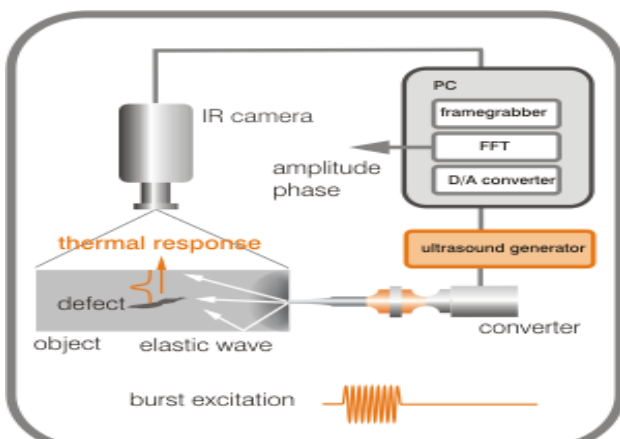 PC
framegrabber
IR camera
FFT
amplitude
phase
D/A converter
thermal response
ultrasound generator
defect
converter
object
elastic wave
burst excitation